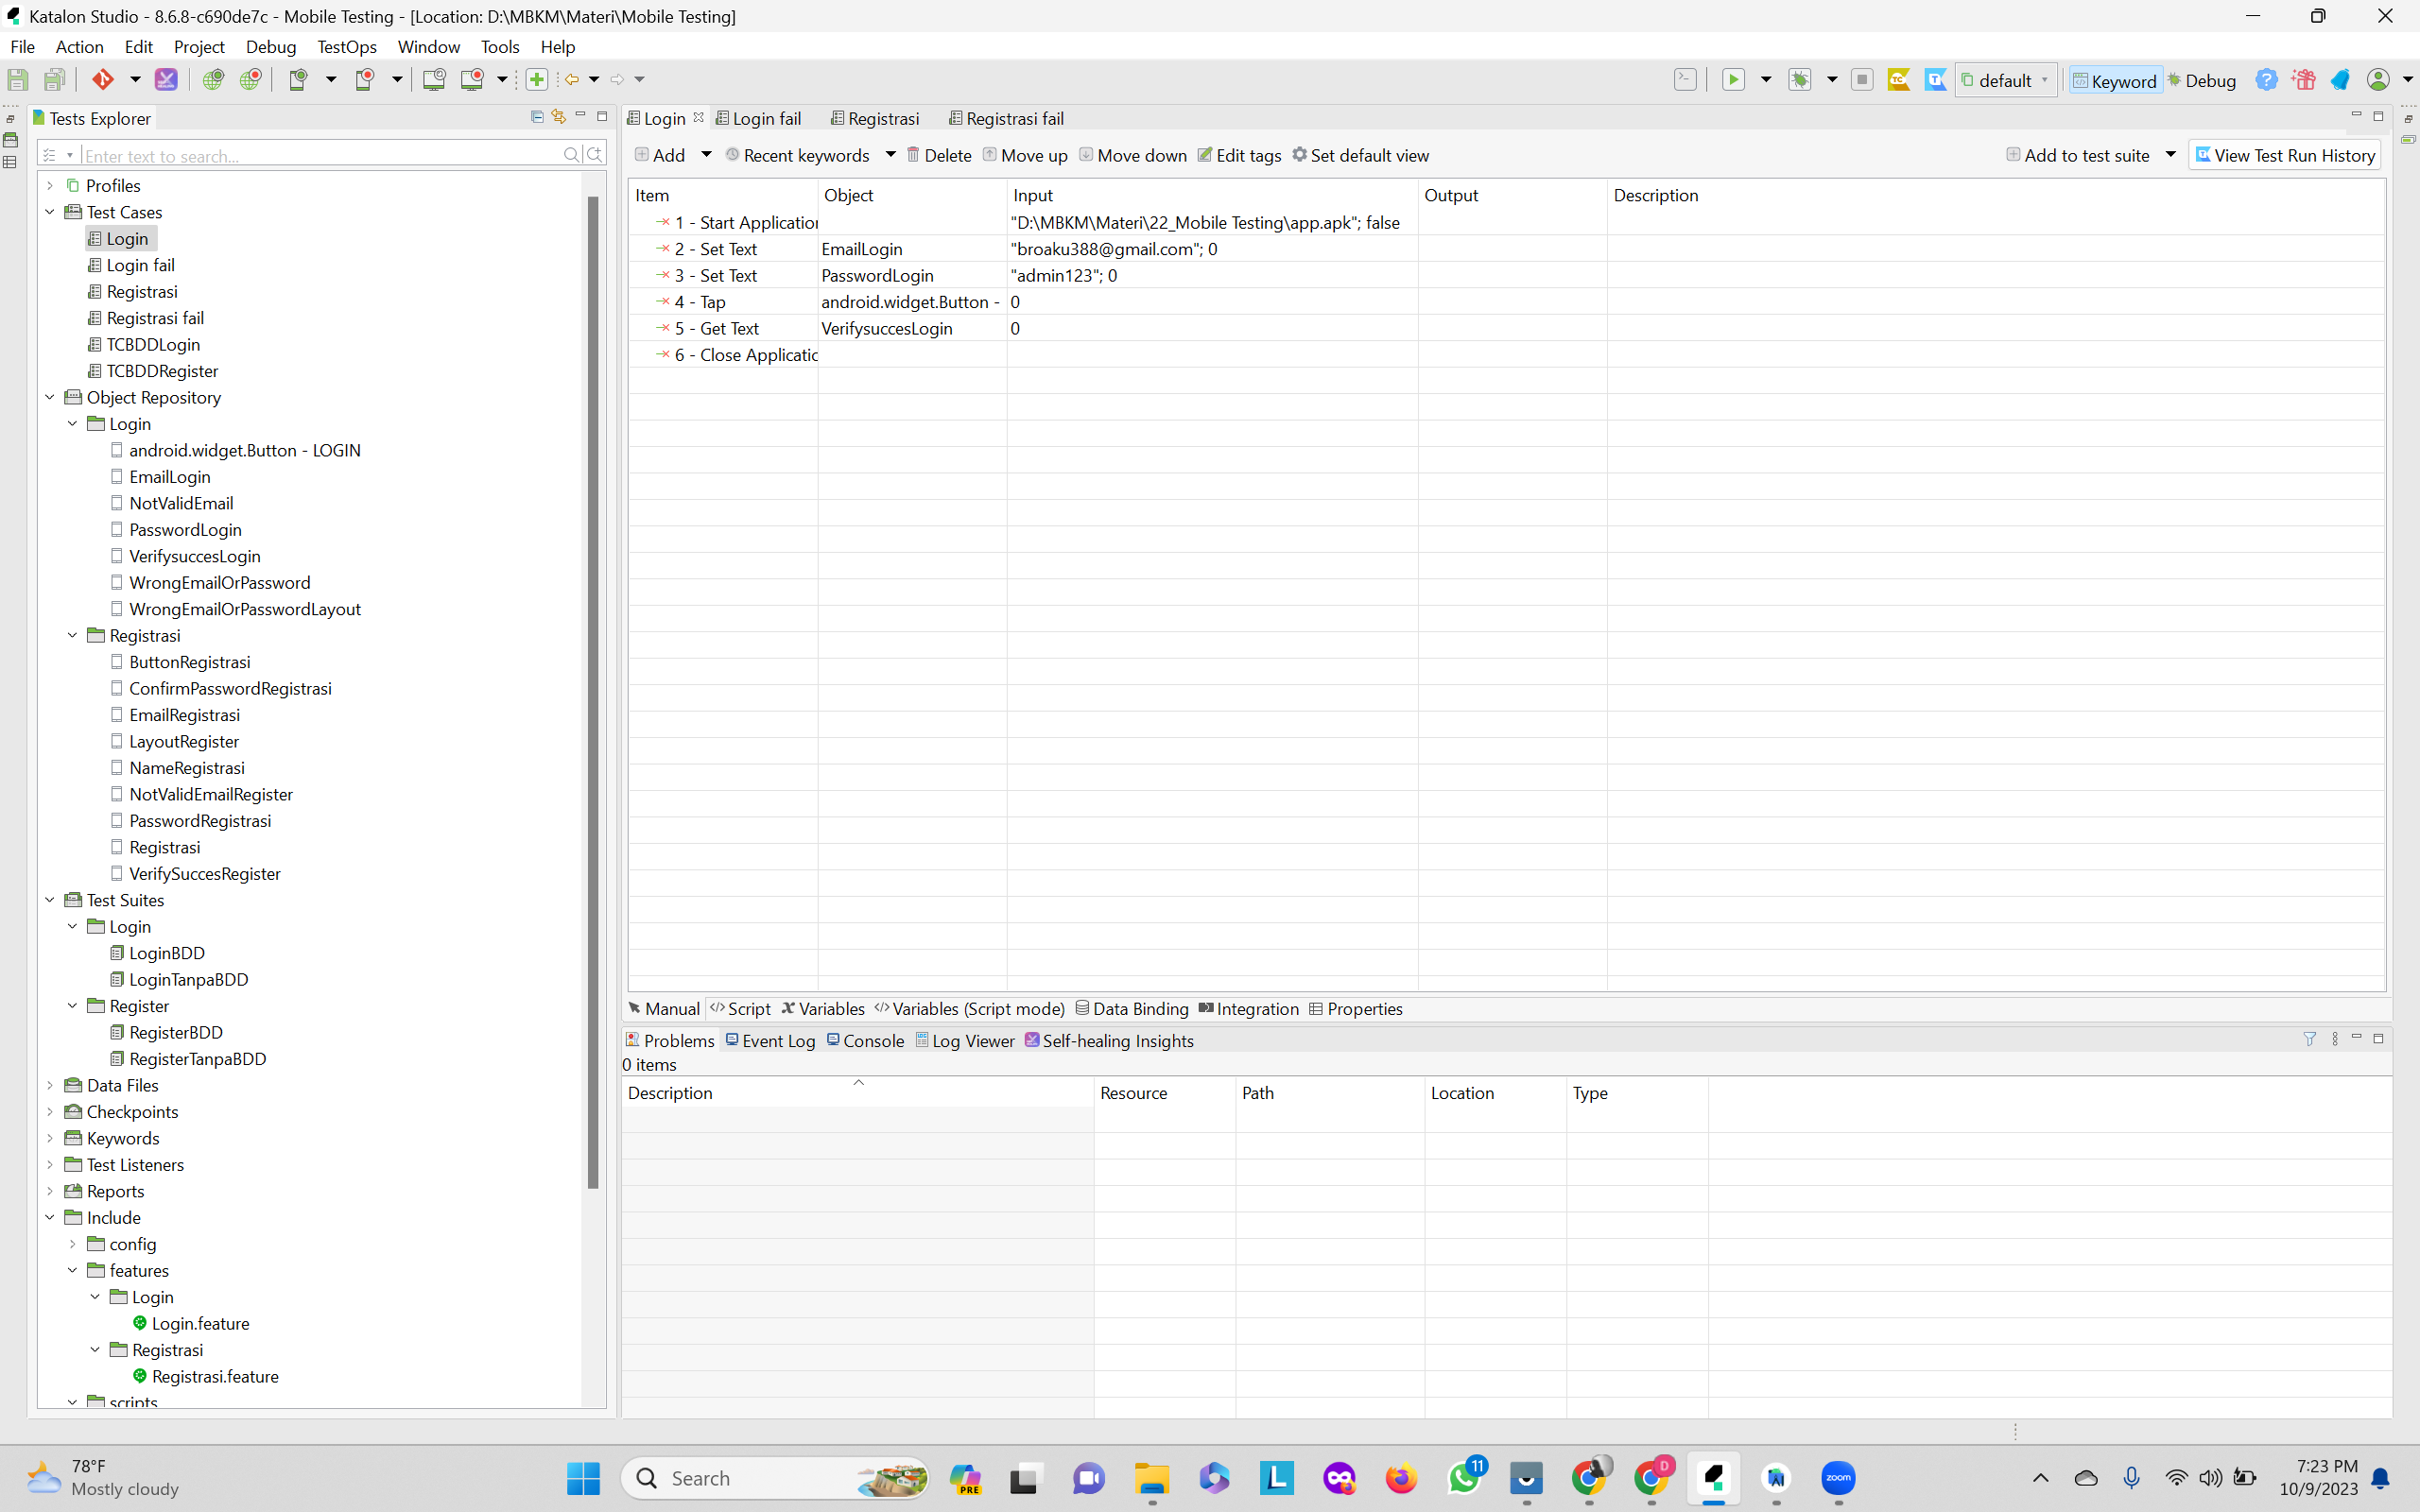 Katalon Studio - 8.6.8-c690de7c - Mobile Testing - [Location: D:\MBKM\Materi\Mobile Testing]
File Action Edit Project Debug TestOps Window Tools Help
default Keyword Debug
Tests Explorer
Enter text to search...
Profiles
Test Cases
Login
Login fail
Registrasi
Registrasi fail
TCBDDLogin
TCBDDRegister
Object Repository
Login
android.widget.Button - LOGIN
EmailLogin
NotValidEmail
PasswordLogin
VerifysuccesLogin
WrongEmailOrPassword
WrongEmailOrPasswordLayout
Registrasi
ButtonRegistrasi
ConfirmPasswordRegistrasi
EmailRegistrasi
LayoutRegister
NameRegistrasi
NotValidEmailRegister
PasswordRegistrasi
Registrasi
VerifySuccesRegister
Test Suites
Login
LoginBDD
LoginTanpaBDD
Register
RegisterBDD
RegisterTanpaBDD
Data Files
Checkpoints
Keywords
Test Listeners
Reports
Include
config
features
Login
Login.feature
Registrasi
Registrasi.feature
scripts
Login Login fail Registrasi Registrasi fail
Add Recent keywords Delete Move up Move down Edit tags Set default view Add to test suite View Test Run History
Item Object Input Output Description
1 - Start Application "D:\MBKM\Materi\22_Mobile Testing\app.apk"; false
2 - Set Text EmailLogin "broaku388@gmail.com"; 0
3 - Set Text PasswordLogin "admin123"; 0
4 - Tap android.widget.Button - 0
5 - Get Text VerifysuccesLogin 0
6 - Close Applicatic
Manual Script Variables Variables (Script mode) Data Binding Integration Properties
Problems Event Log Console Log Viewer Self-healing Insights
0 items
Description Resource Path Location Type
78°F
Mostly cloudy
Search
PRE
L
11
D
zoom
7:23 PM
10/9/2023